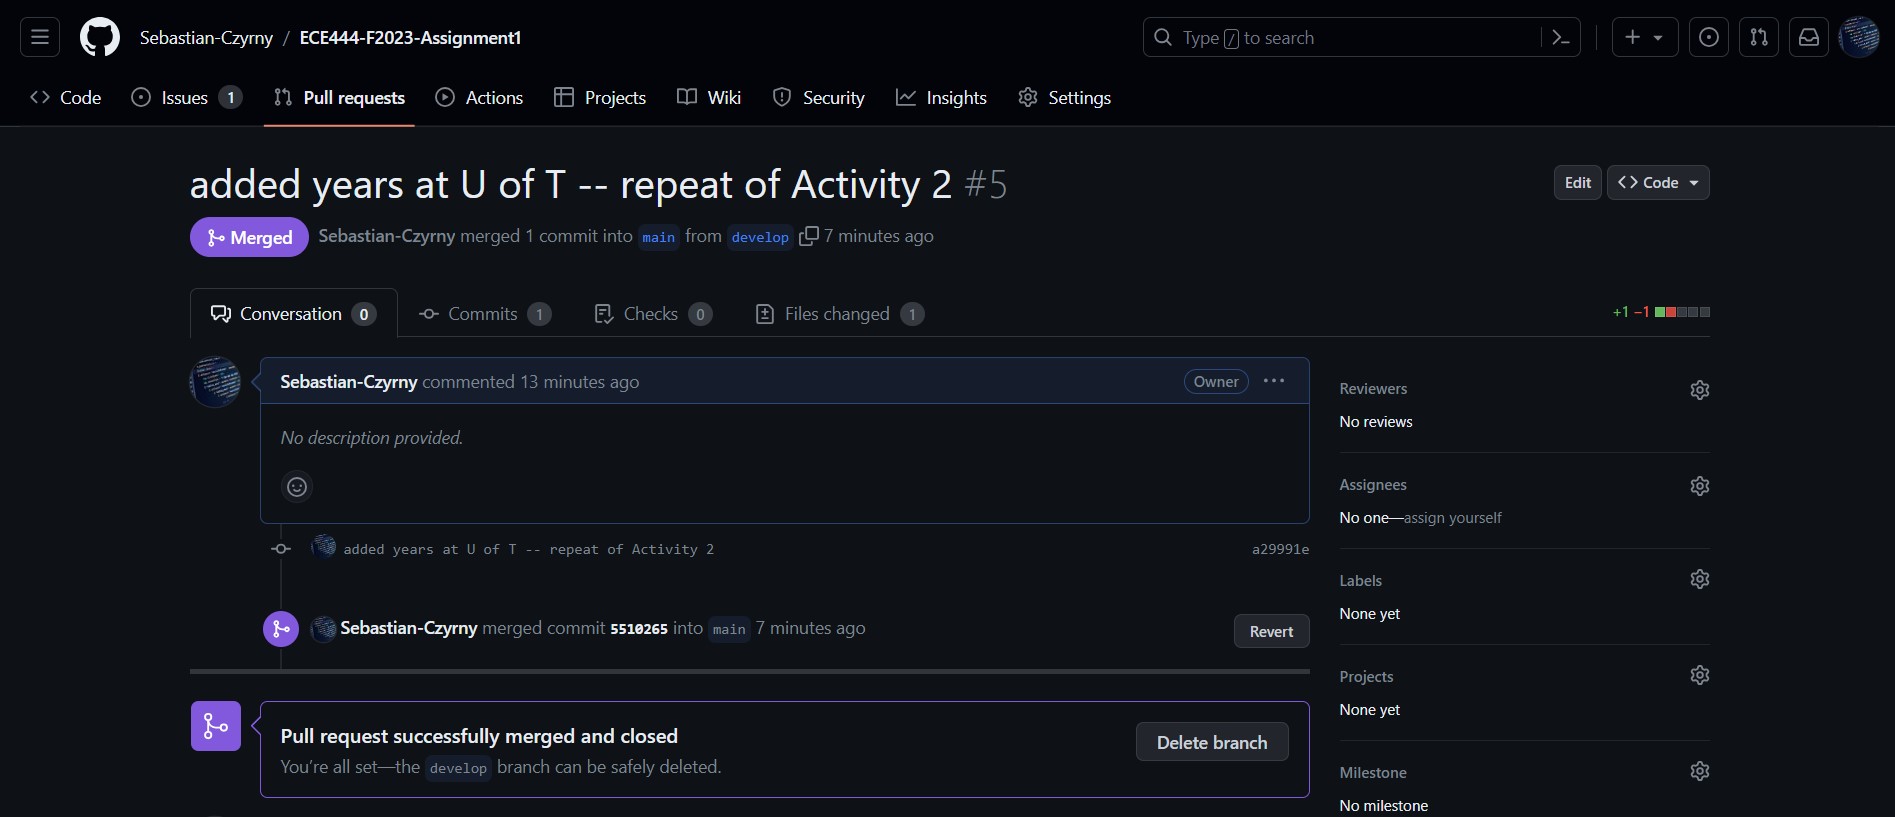 Sebastian-Czyrny / ECE444-F2023-Assignment1
Type / to search
Code
Issues 1
Pull requests
Actions
Projects
Wiki
Security
Insights
Settings
added years at U of T -- repeat of Activity 2 #5
Edit
Code
Merged
Sebastian-Czyrny merged 1 commit into main from develop 7 minutes ago
Conversation 0
Commits 1
Checks 0
Files changed 1
+1 −1
Sebastian-Czyrny commented 13 minutes ago
Owner
No description provided.
added years at U of T -- repeat of Activity 2
a29991e
Sebastian-Czyrny merged commit 5510265 into main 7 minutes ago
Revert
Pull request successfully merged and closed
You’re all set—the develop branch can be safely deleted.
Delete branch
Reviewers
No reviews
Assignees
No one—assign yourself
Labels
None yet
Projects
None yet
Milestone
No milestone